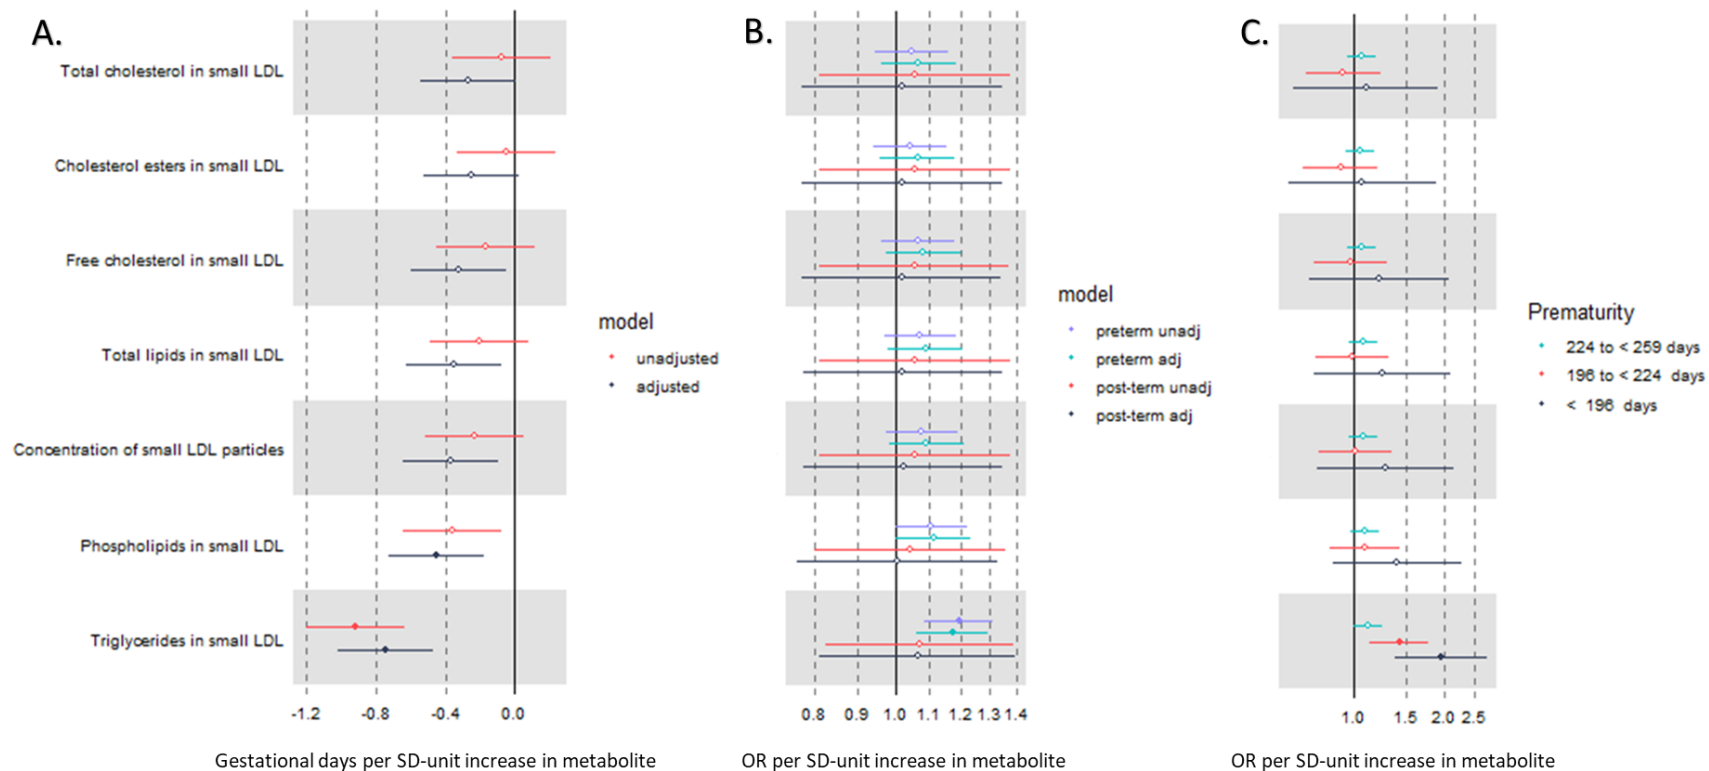 A.
B.
C.
Total cholesterol in small LDL
Cholesterol esters in small LDL
Free cholesterol in small LDL
Total lipids in small LDL
Concentration of small LDL particles
Phospholipids in small LDL
Triglycerides in small LDL
model
unadjusted
adjusted
model
preterm unadj
preterm adj
post-term unadj
post-term adj
Prematurity
224 to < 259 days
196 to < 224 days
< 196 days
-1.2 -0.8 -0.4 0.0
0.8 0.9 1.0 1.1 1.2 1.3 1.4
1.0 1.5 2.0 2.5
Gestational days per SD-unit increase in metabolite
OR per SD-unit increase in metabolite
OR per SD-unit increase in metabolite